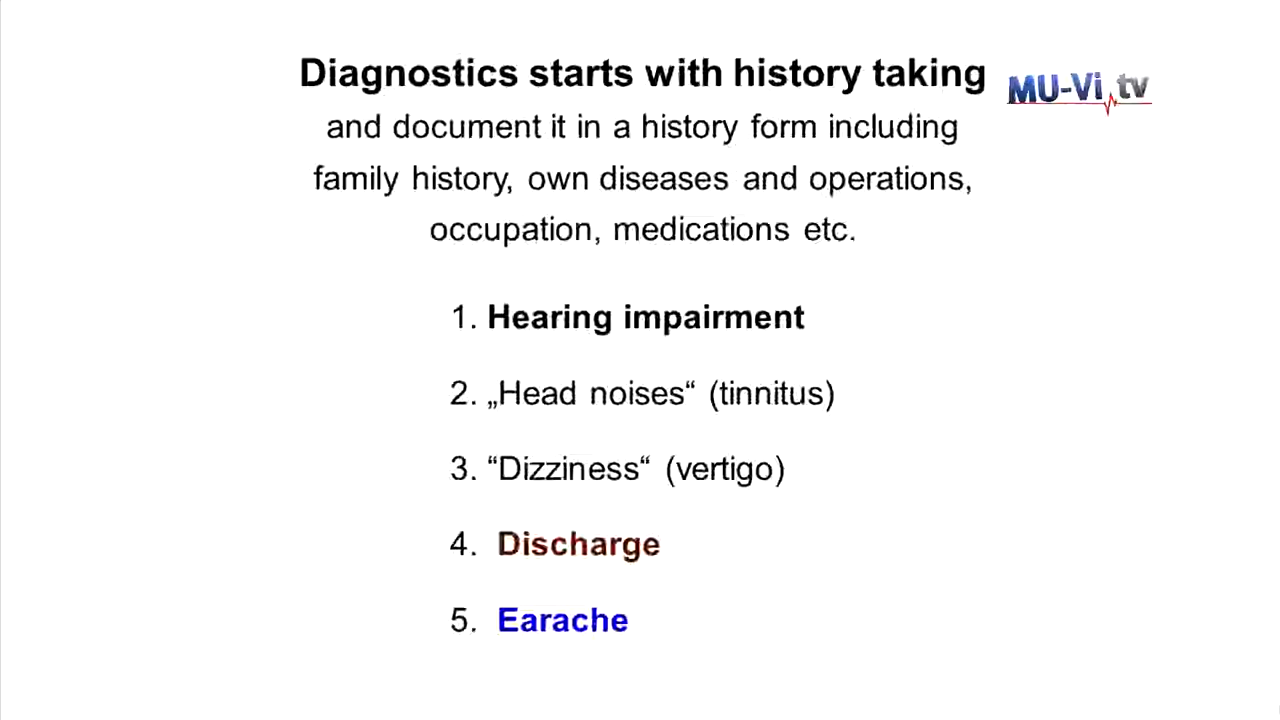 Diagnostics starts with history taking
MU-Vi.tv
and document it in a history form including
family history, own diseases and operations,
occupation, medications etc.
1. Hearing impairment
2. „Head noises“ (tinnitus)
3. “Dizziness“ (vertigo)
4. Discharge
5. Earache